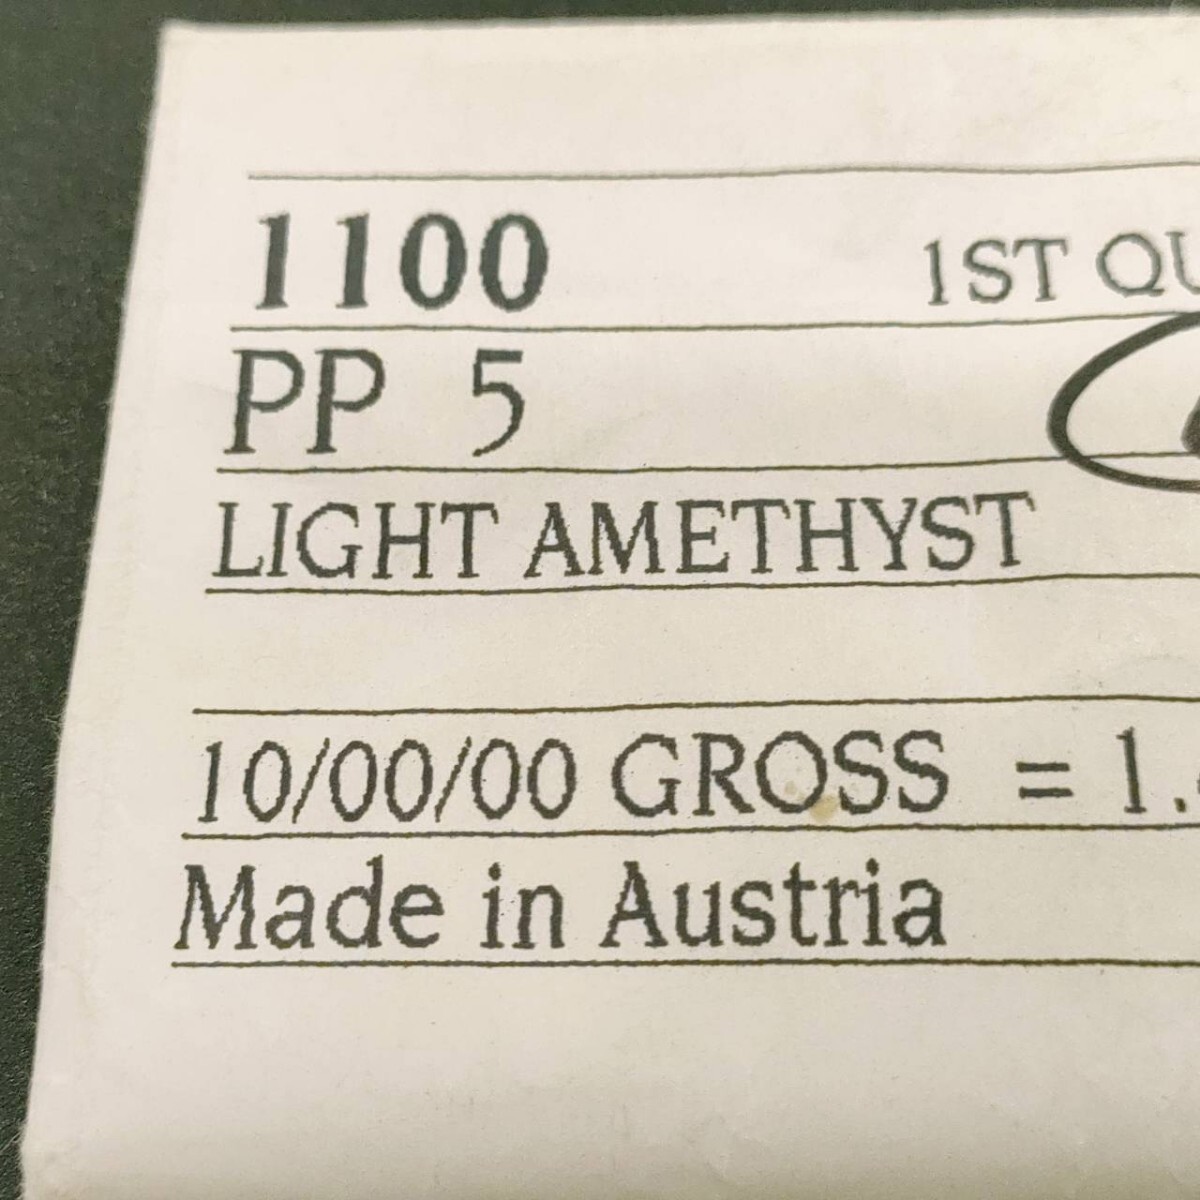 1100 1ST QU
PP 5
LIGHT AMETHYST
10/00/00 GROSS = 1.
Made in Austria